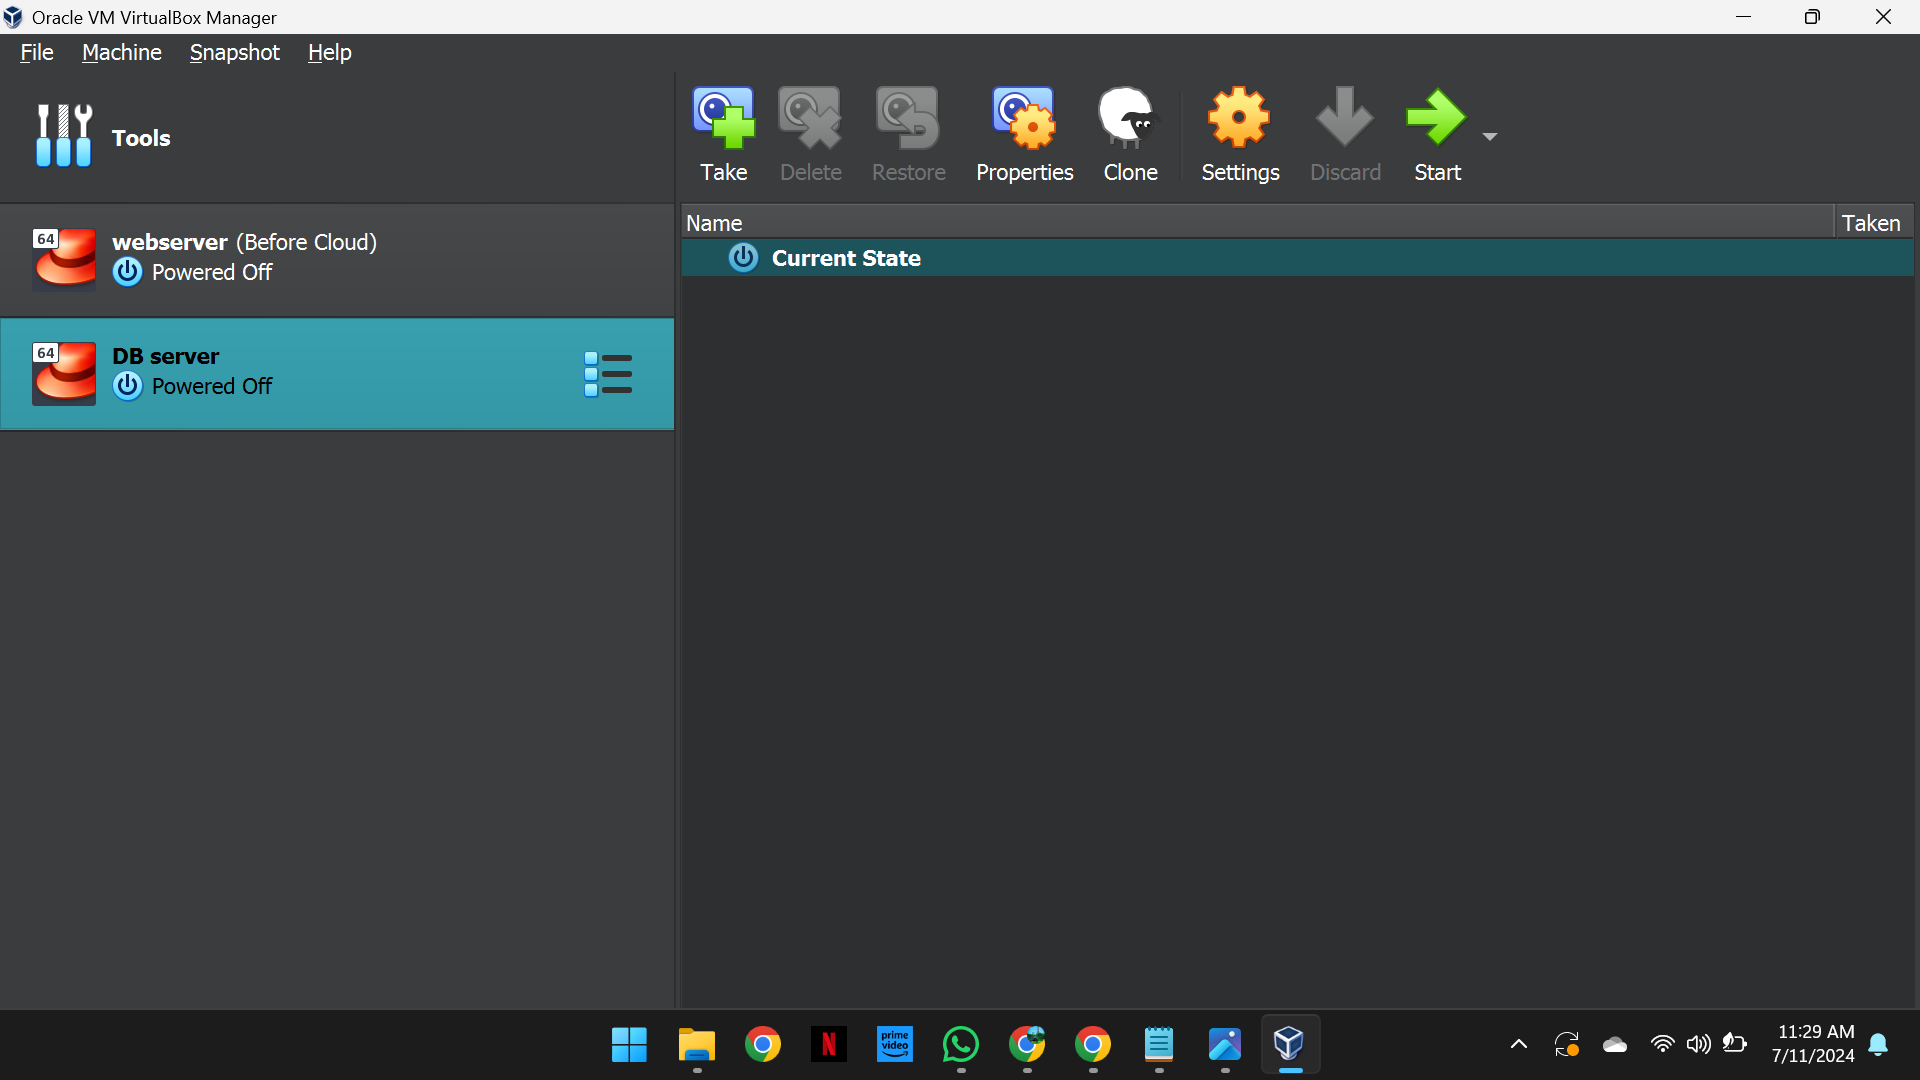 Oracle VM VirtualBox Manager
File Machine Snapshot Help
Tools
Take Delete Restore Properties Clone Settings Discard Start
Name Taken
Current State
64 webserver (Before Cloud)
Powered Off
64 DB server
Powered Off
N
prime video
11:29 AM
7/11/2024